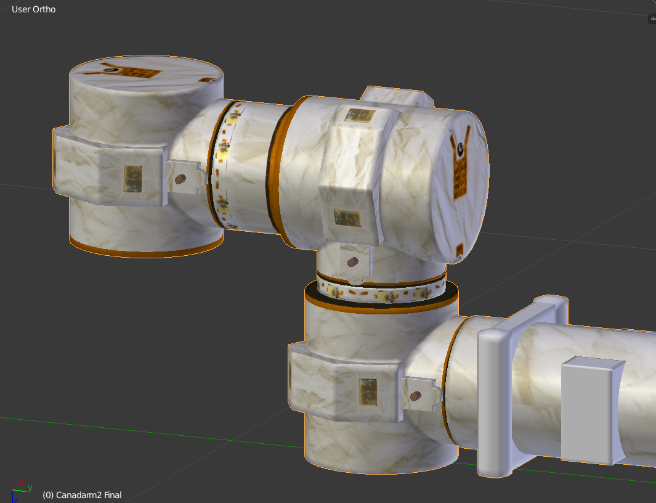 User Ortho
y
(0) Canadarm2 Final